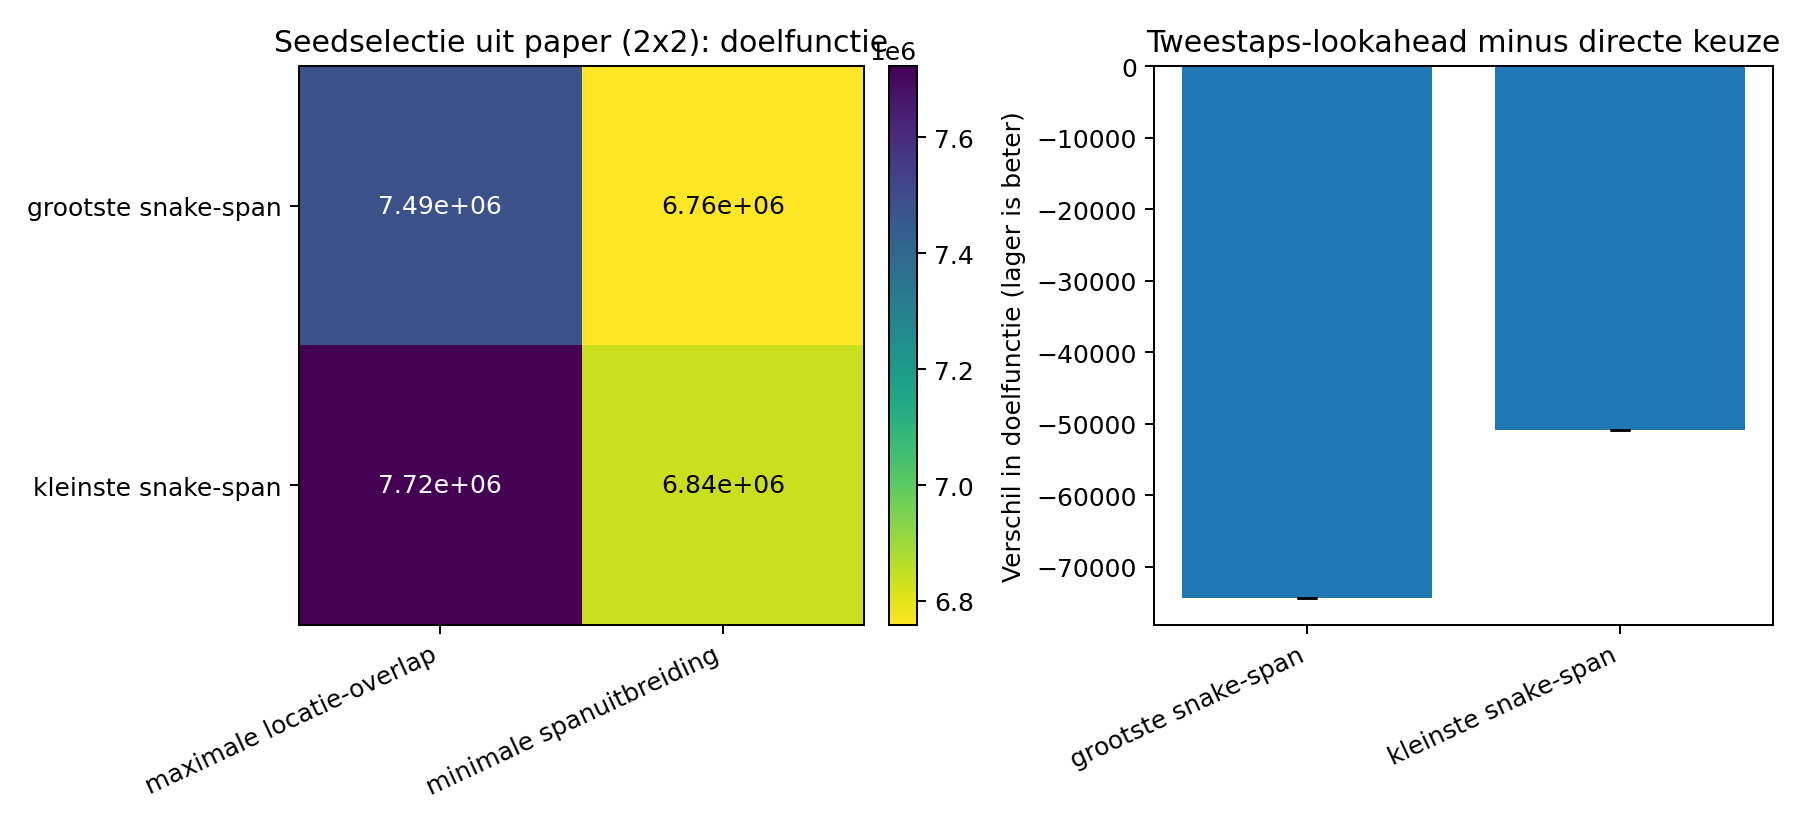 Seedselectie uit paper (2x2): doelfunctie
1e6
grootste snake-span
kleinste snake-span
7.49e+06
6.76e+06
7.72e+06
6.84e+06
maximale locatie-overlap
minimale spanuitbreiding
7.6
7.4
7.2
7.0
6.8
Tweestaps-lookahead minus directe keuze
Verschil in doelfunctie (lager is beter)
0
−10000
−20000
−30000
−40000
−50000
−60000
−70000
grootste snake-span
kleinste snake-span